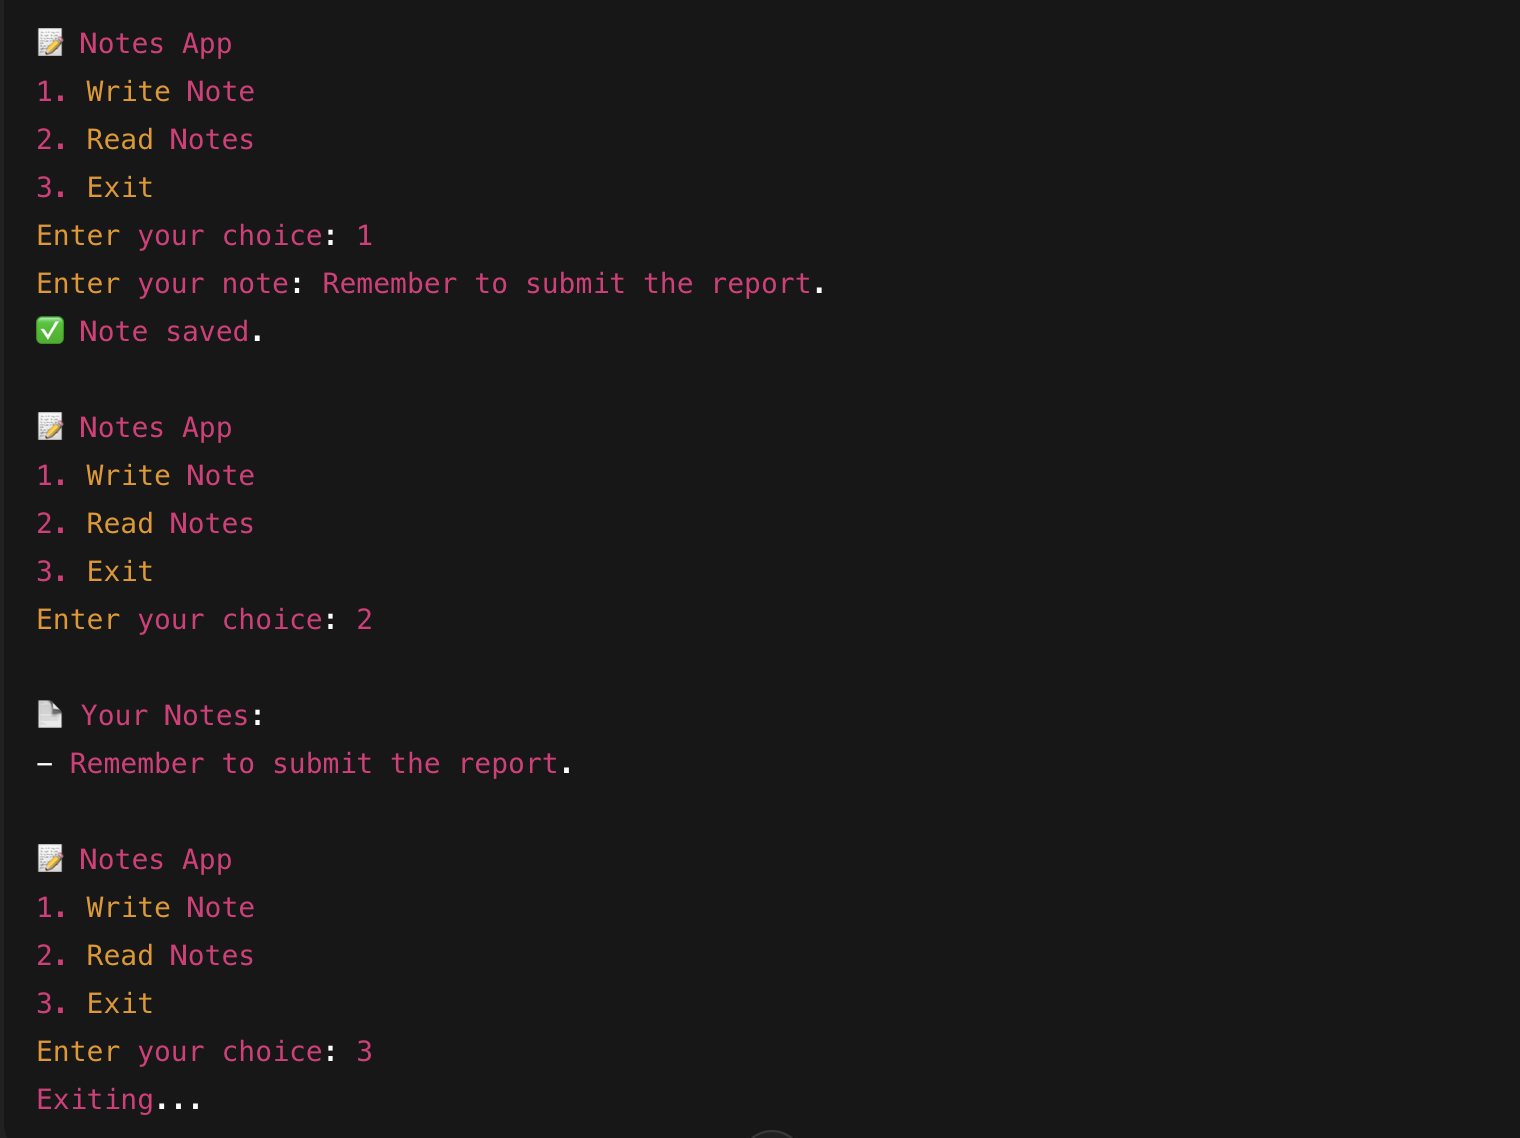 📝 Notes App
1. Write Note
2. Read Notes
3. Exit
Enter your choice: 1
Enter your note: Remember to submit the report.
✅ Note saved.

📝 Notes App
1. Write Note
2. Read Notes
3. Exit
Enter your choice: 2

📄 Your Notes:
- Remember to submit the report.

📝 Notes App
1. Write Note
2. Read Notes
3. Exit
Enter your choice: 3
Exiting...